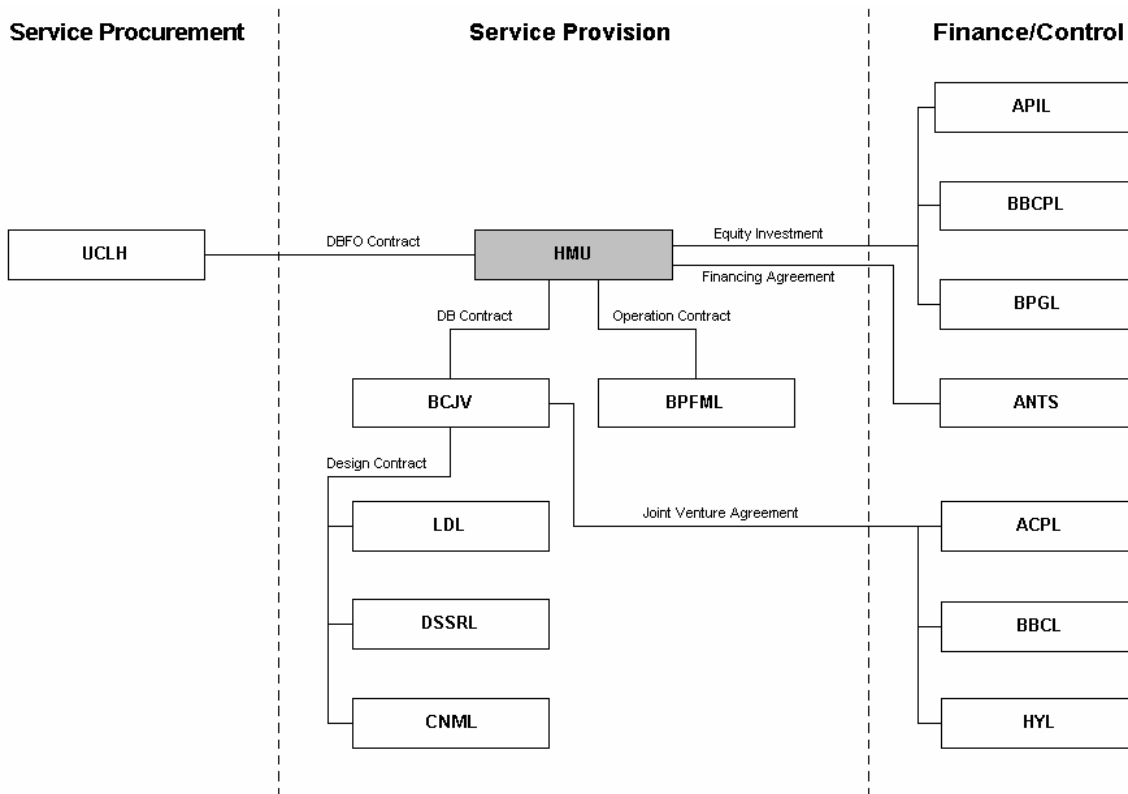 Service Procurement
Service Provision
Finance/Control
APIL
BBCPL
UCLH
DBFO Contract
HMU
Equity Investment
Financing Agreement
BPGL
DB Contract
Operation Contract
BCJV
BPFML
ANTS
Design Contract
LDL
Joint Venture Agreement
ACPL
DSSRL
BBCL
CNML
HYL